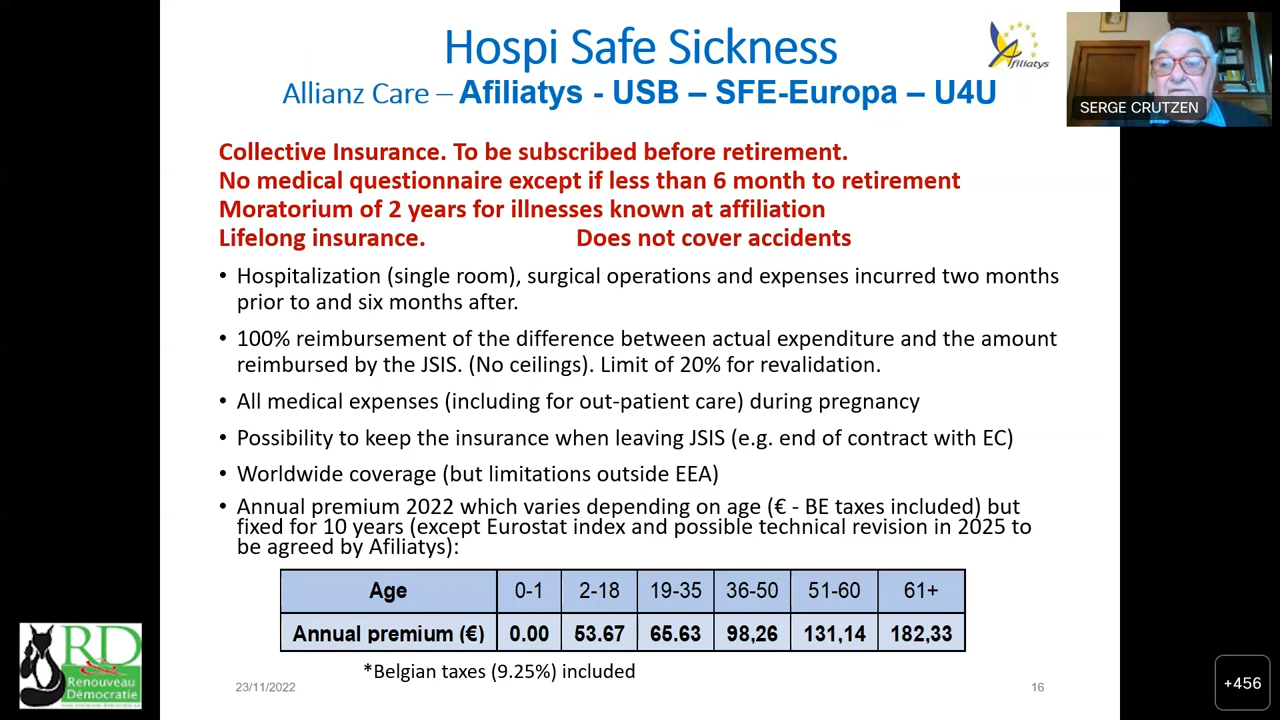 Hospi Safe Sickness
Allianz Care – Afiliatys - USB – SFE-Europa – U4U
Afiliatys
SERGE CRUTZEN
Collective Insurance. To be subscribed before retirement.
No medical questionnaire except if less than 6 month to retirement
Moratorium of 2 years for illnesses known at affiliation
Lifelong insurance. Does not cover accidents
• Hospitalization (single room), surgical operations and expenses incurred two months
prior to and six months after.
• 100% reimbursement of the difference between actual expenditure and the amount
reimbursed by the JSIS. (No ceilings). Limit of 20% for revalidation.
• All medical expenses (including for out-patient care) during pregnancy
• Possibility to keep the insurance when leaving JSIS (e.g. end of contract with EC)
• Worldwide coverage (but limitations outside EEA)
• Annual premium 2022 which varies depending on age (€ - BE taxes included) but
fixed for 10 years (except Eurostat index and possible technical revision in 2025 to
be agreed by Afiliatys):
Age 0-1 2-18 19-35 36-50 51-60 61+
Annual premium (€) 0.00 53.67 65.63 98,26 131,14 182,33
*Belgian taxes (9.25%) included
23/11/2022
16
R&D
Renouveau
Démocratie
+456